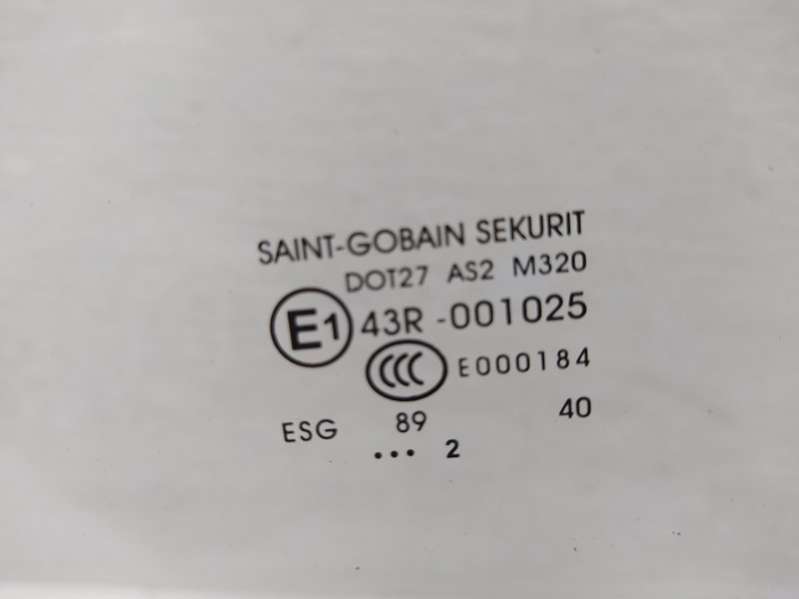 SAINT-GOBAIN SEKURIT
DOT27 AS2 M320
E1 43R -001025
CCC E000184
ESG 89 40
••• 2